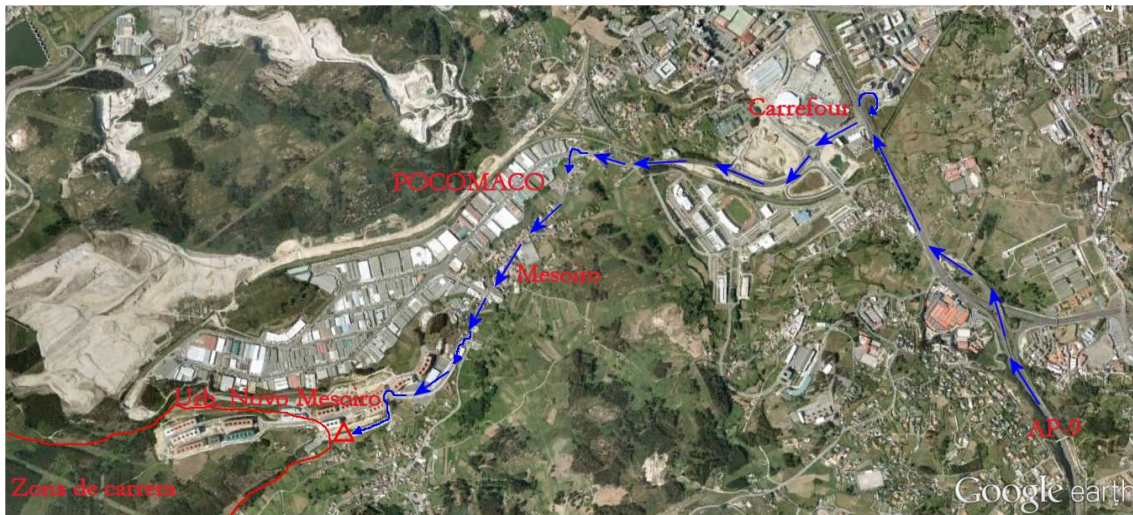 N
Carrefour
POCOMACO
Mesoiro
Urb. Novo Mesoiro
AP-9
Zona de carrera
Google earth